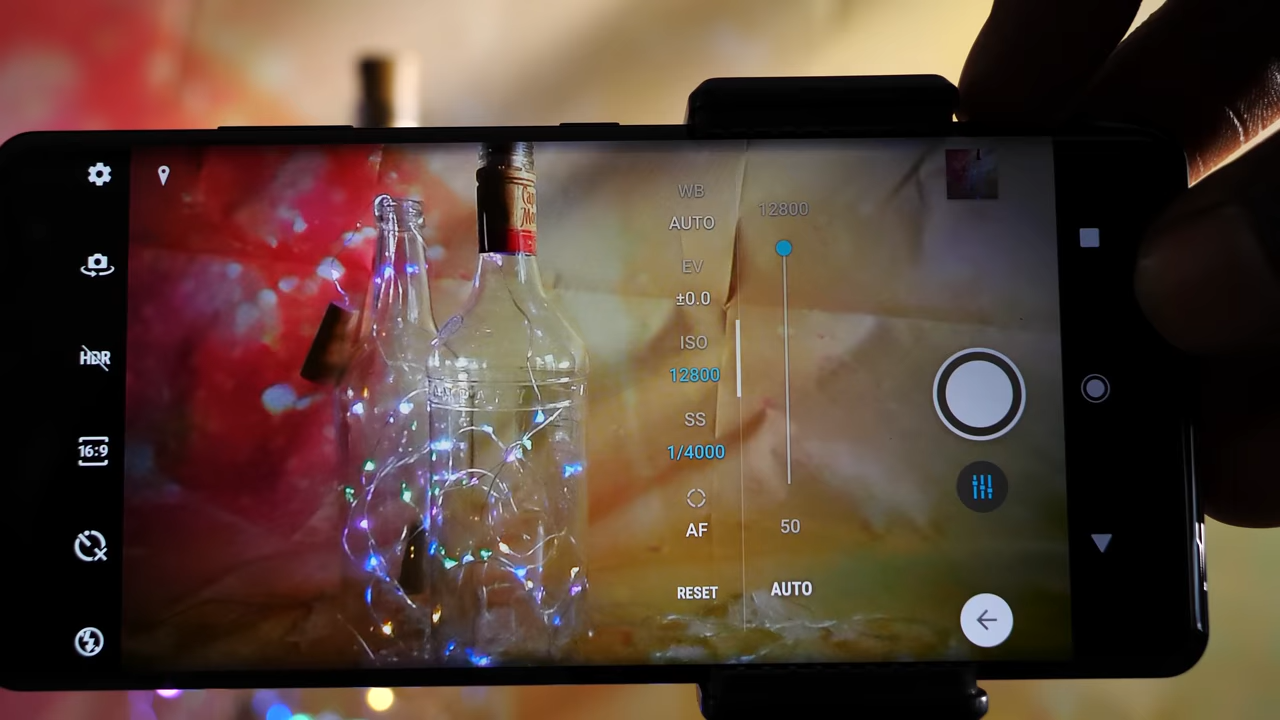 HDR
16:9
WB
AUTO
EV
±0.0
ISO
12800
SS
1/4000
AF
RESET
12800
50
AUTO